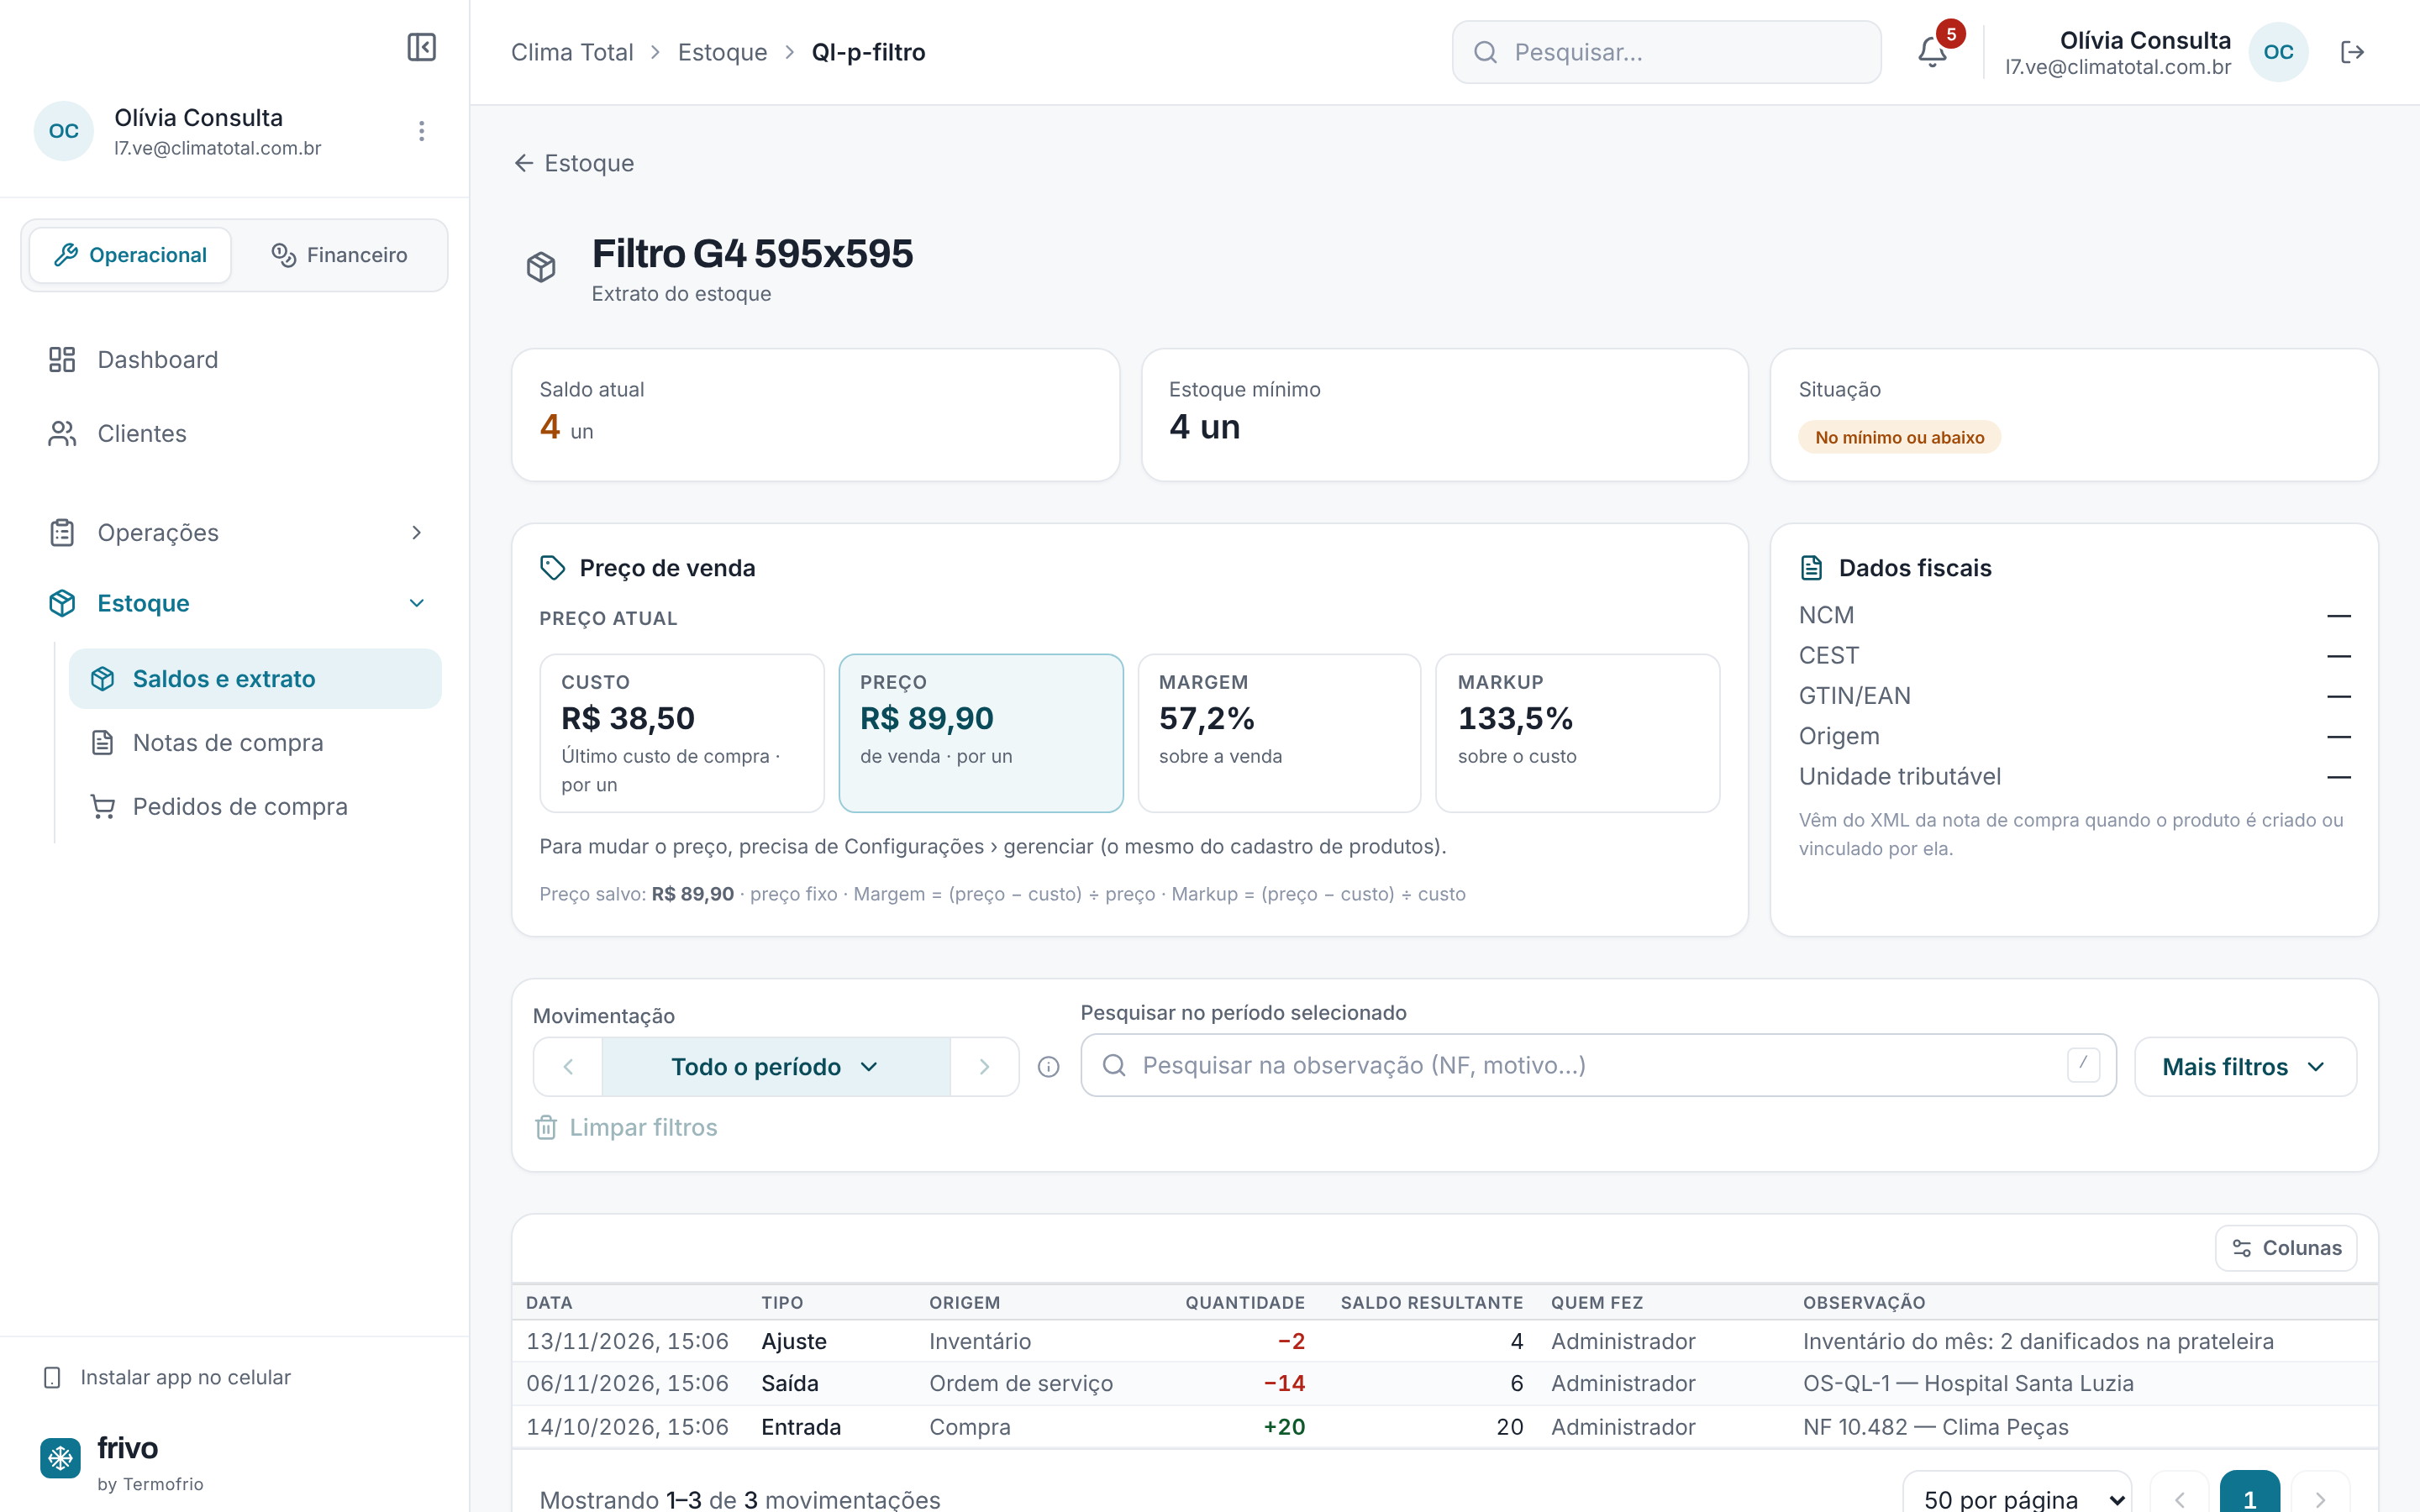 Olívia Consulta
OC
l7.ve@climatotal.com.br
Operacional
Financeiro
Dashboard
Clientes
Operações
Estoque
Saldos e extrato
Notas de compra
Pedidos de compra
Instalar app no celular
frivo
by Termofrio
Clima Total > Estoque > Ql-p-filtro
Pesquisar...
5
Olívia Consulta
l7.ve@climatotal.com.br
OC
← Estoque
Filtro G4 595x595
Extrato do estoque
Saldo atual
4 un
Estoque mínimo
4 un
Situação
No mínimo ou abaixo
Preço de venda
PREÇO ATUAL
CUSTO
R$ 38,50
Último custo de compra ·
por un
PREÇO
R$ 89,90
de venda · por un
MARGEM
57,2%
sobre a venda
MARKUP
133,5%
sobre o custo
Para mudar o preço, precisa de Configurações › gerenciar (o mesmo do cadastro de produtos).
Preço salvo: R$ 89,90 · preço fixo · Margem = (preço − custo) ÷ preço · Markup = (preço − custo) ÷ custo
Dados fiscais
NCM —
CEST —
GTIN/EAN —
Origem —
Unidade tributável —
Vêm do XML da nota de compra quando o produto é criado ou
vinculado por ela.
Movimentação
Todo o período
Pesquisar no período selecionado
Pesquisar na observação (NF, motivo...)
/
Mais filtros
Limpar filtros
Colunas
DATA TIPO ORIGEM QUANTIDADE SALDO RESULTANTE QUEM FEZ OBSERVAÇÃO
13/11/2026, 15:06 Ajuste Inventário −2 4 Administrador Inventário do mês: 2 danificados na prateleira
06/11/2026, 15:06 Saída Ordem de serviço −14 6 Administrador OS-QL-1 — Hospital Santa Luzia
14/10/2026, 15:06 Entrada Compra +20 20 Administrador NF 10.482 — Clima Peças
Mostrando 1–3 de 3 movimentações
50 por página
1